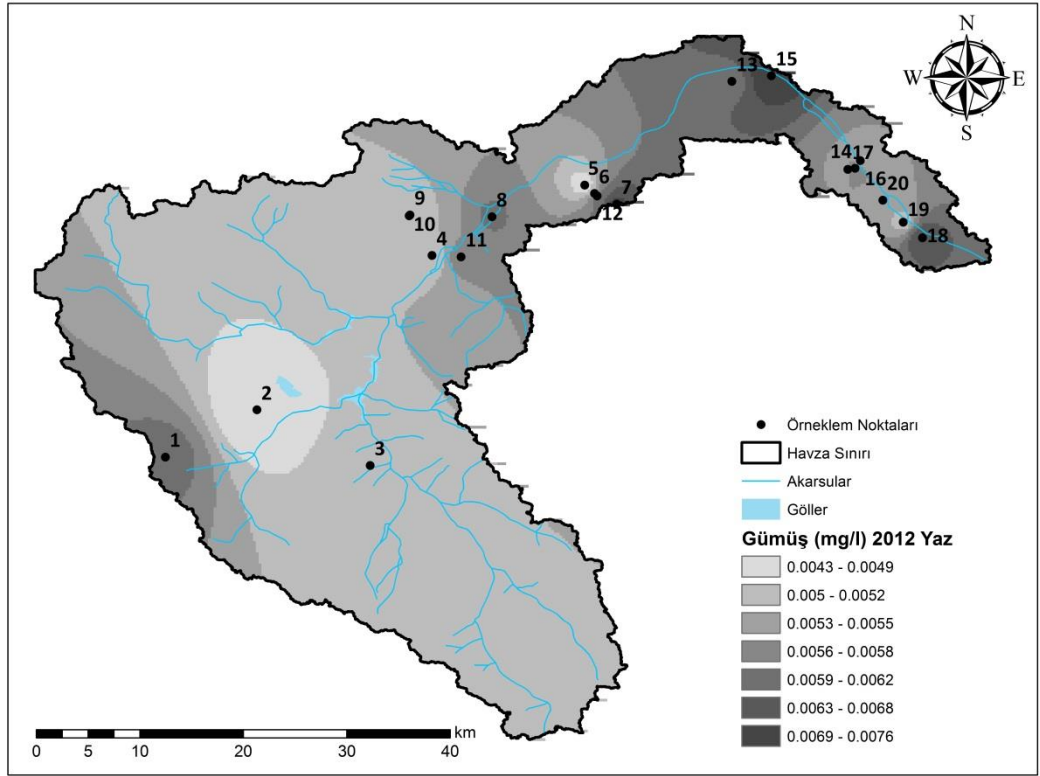 N
W E
S
13 15
14 17
16 20
19
18
5
6
7
12
9
10
8
4 11
2
1
3
Örneklem Noktaları
Havza Sınırı
Akarsular
Göller
Gümüş (mg/l) 2012 Yaz
0.0043 - 0.0049
0.005 - 0.0052
0.0053 - 0.0055
0.0056 - 0.0058
0.0059 - 0.0062
0.0063 - 0.0068
0.0069 - 0.0076
km
0 5 10 20 30 40